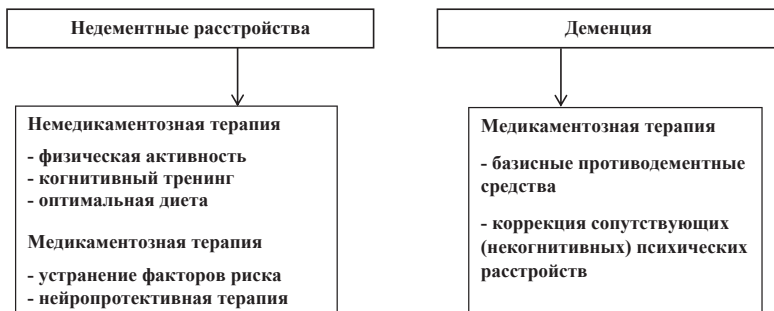 Недементные расстройства
Деменция
Немедикаментозная терапия
- физическая активность
- когнитивный тренинг
- оптимальная диета
Медикаментозная терапия
- устранение факторов риска
- нейропротективная терапия
Медикаментозная терапия
- базисные противодементные
средства
- коррекция сопутствующих
(некогнитивных) психических
расстройств